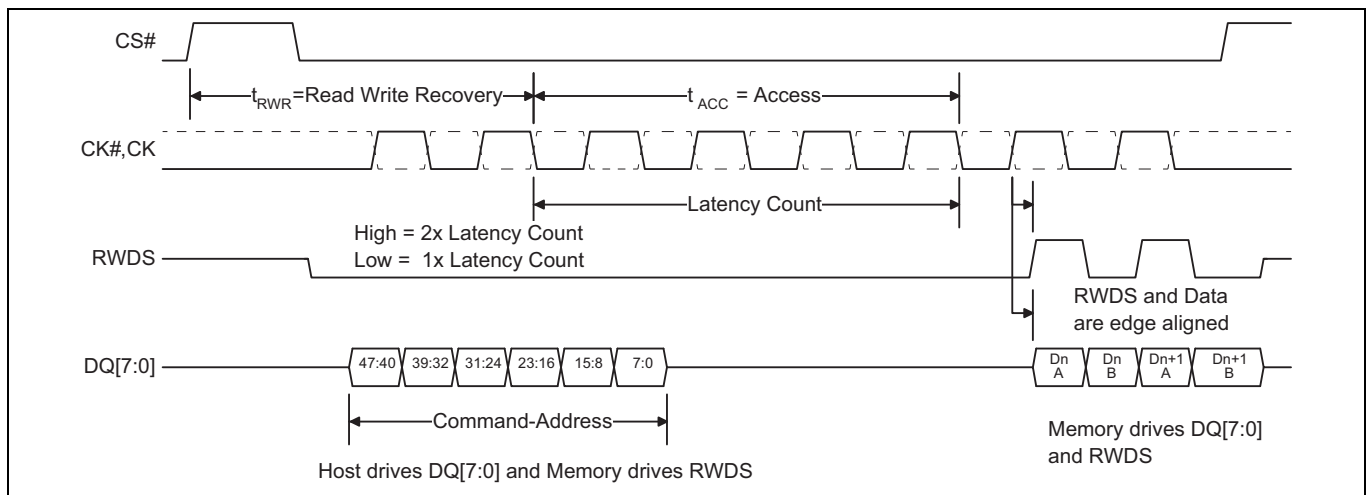 CS#
tRWR=Read Write Recovery
tACC = Access
CK#,CK
Latency Count
High = 2x Latency Count
Low = 1x Latency Count
RWDS
RWDS and Data
are edge aligned
DQ[7:0]
47:40 39:32 31:24 23:16 15:8 7:0
Dn A
Dn B
Dn+1 A
Dn+1 B
Command-Address
Memory drives DQ[7:0]
and RWDS
Host drives DQ[7:0] and Memory drives RWDS